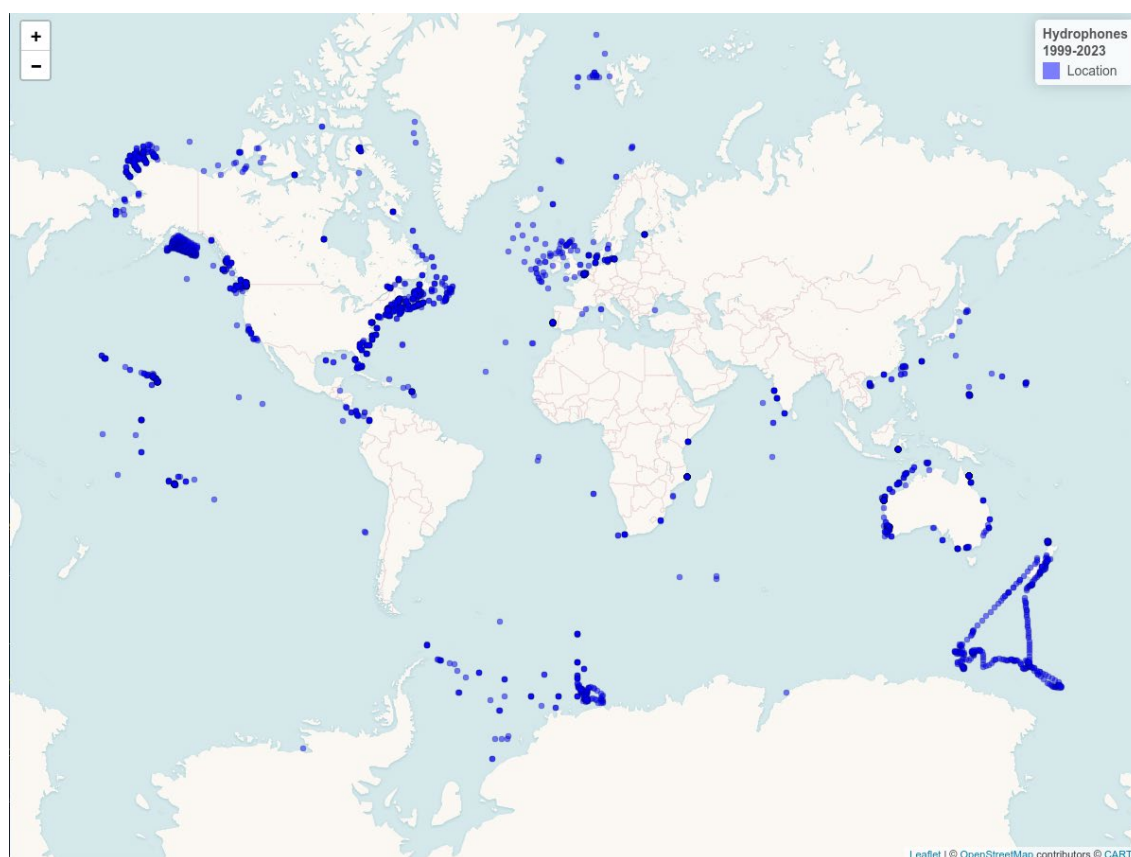 +
−
Hydrophones
1999-2023
Location
Leaflet | © OpenStreetMap contributors © CART